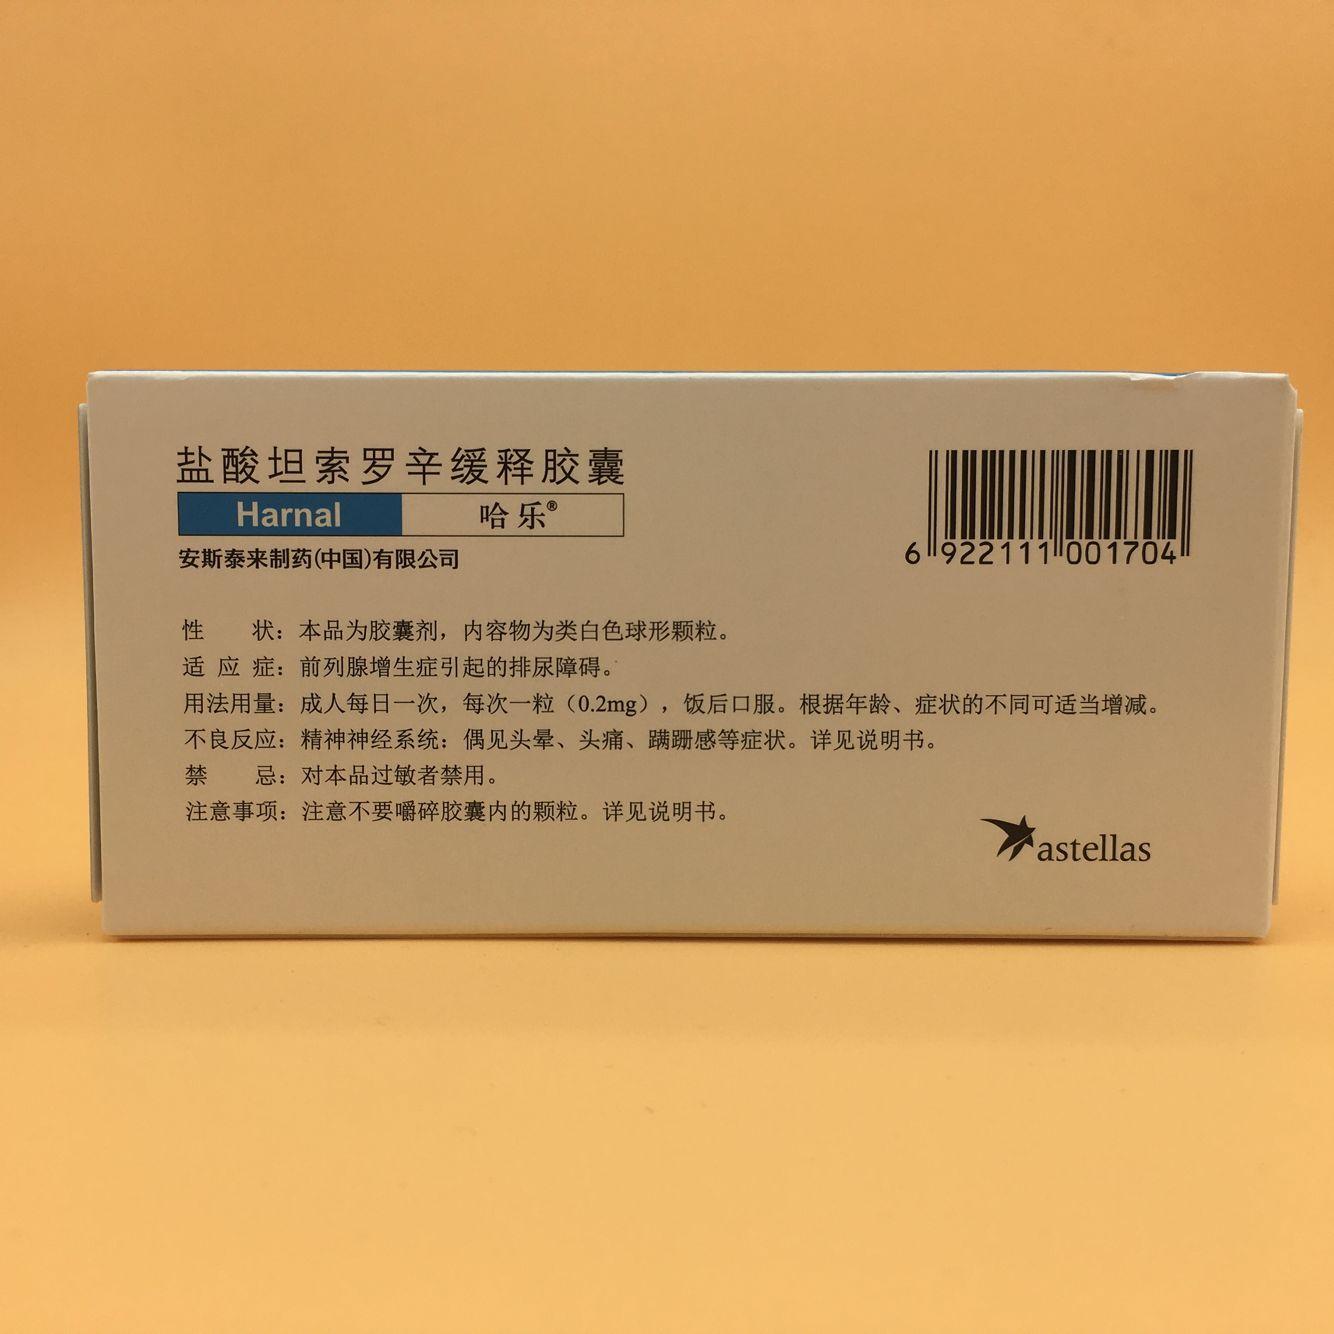 盐酸坦索罗辛缓释胶囊
Harnal 哈乐®
安斯泰来制药(中国)有限公司
6 922111 001704
性 状：本品为胶囊剂，内容物为类白色球形颗粒。
适 应 症：前列腺增生症引起的排尿障碍。
用法用量：成人每日一次，每次一粒（0.2mg），饭后口服。根据年龄、症状的不同可适当增减。
不良反应：精神神经系统：偶见头晕、头痛、蹒跚感等症状。详见说明书。
禁 忌：对本品过敏者禁用。
注意事项：注意不要嚼碎胶囊内的颗粒。详见说明书。
astellas